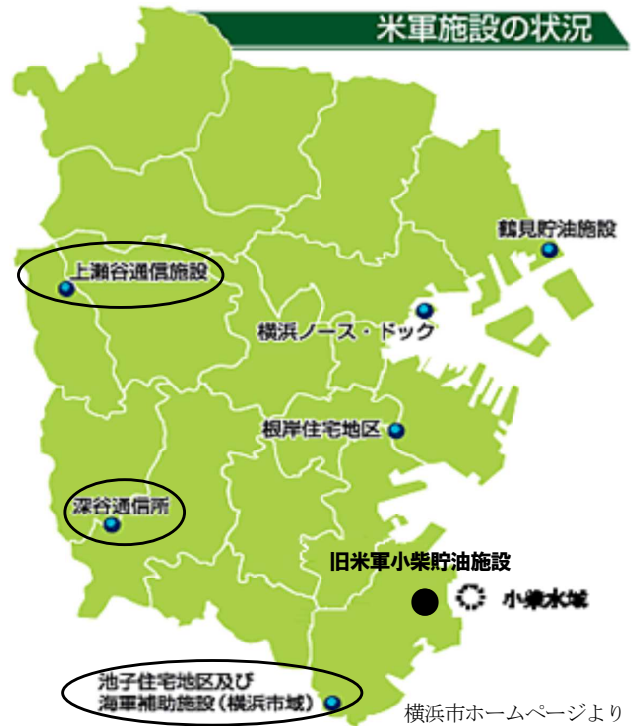 米軍施設の状況
鶴見貯油施設
上瀬谷通信施設
横浜ノース・ドック
根岸住宅地区
深谷通信所
旧米軍小柴貯油施設
小柴水域
池子住宅地区及び
海軍補助施設(横浜市域)
横浜市ホームページより